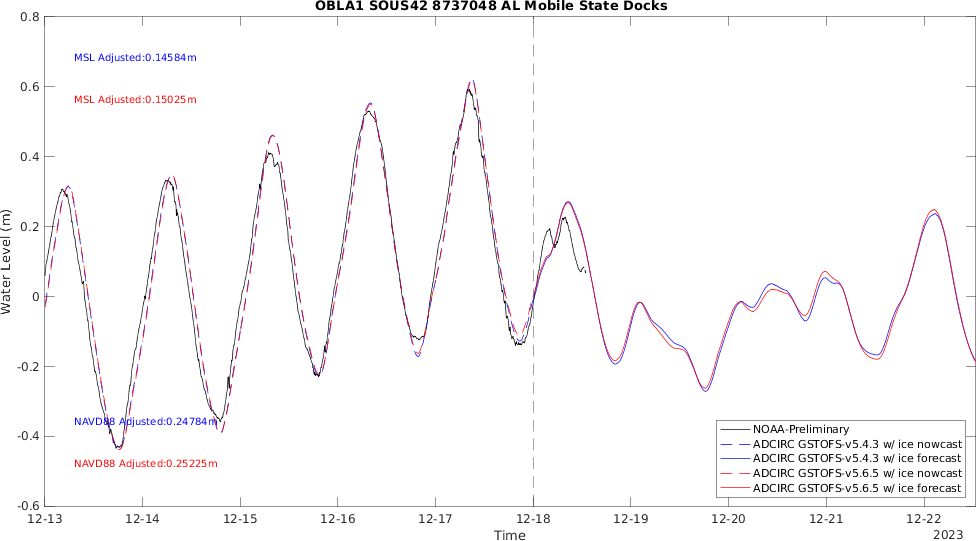 OBLA1 SOUS42 8737048 AL Mobile State Docks
0.8
MSL Adjusted:0.14584m
0.6
MSL Adjusted:0.15025m
0.4
0.2
Water Level (m)
0
-0.2
NAVD88 Adjusted:0.24784m
-0.4
NAVD88 Adjusted:0.25225m
-0.6
NOAA-Preliminary
ADCIRC GSTOFS-v5.4.3 w/ ice nowcast
ADCIRC GSTOFS-v5.4.3 w/ ice forecast
ADCIRC GSTOFS-v5.6.5 w/ ice nowcast
ADCIRC GSTOFS-v5.6.5 w/ ice forecast
12-13 12-14 12-15 12-16 12-17 12-18 12-19 12-20 12-21 12-22
Time
2023